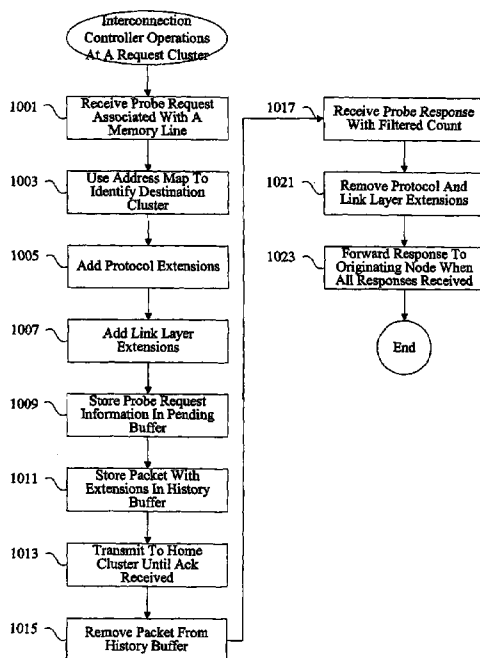 Interconnection
Controller Operations
At A Request Cluster
1001
Receive Probe Request
Associated With A
Memory Line
1003
Use Address Map To
Identify Destination
Cluster
1005
Add Protocol Extensions
1007
Add Link Layer
Extensions
1009
Store Probe Request
Information In Pending
Buffer
1011
Store Packet With
Extensions In History
Buffer
1013
Transmit To Home
Cluster Until Ack
Received
1015
Remove Packet From
History Buffer
1017
Receive Probe Response
With Filtered Count
1021
Remove Protocol And
Link Layer Extensions
1023
Forward Response To
Originating Node When
All Responses Received
End